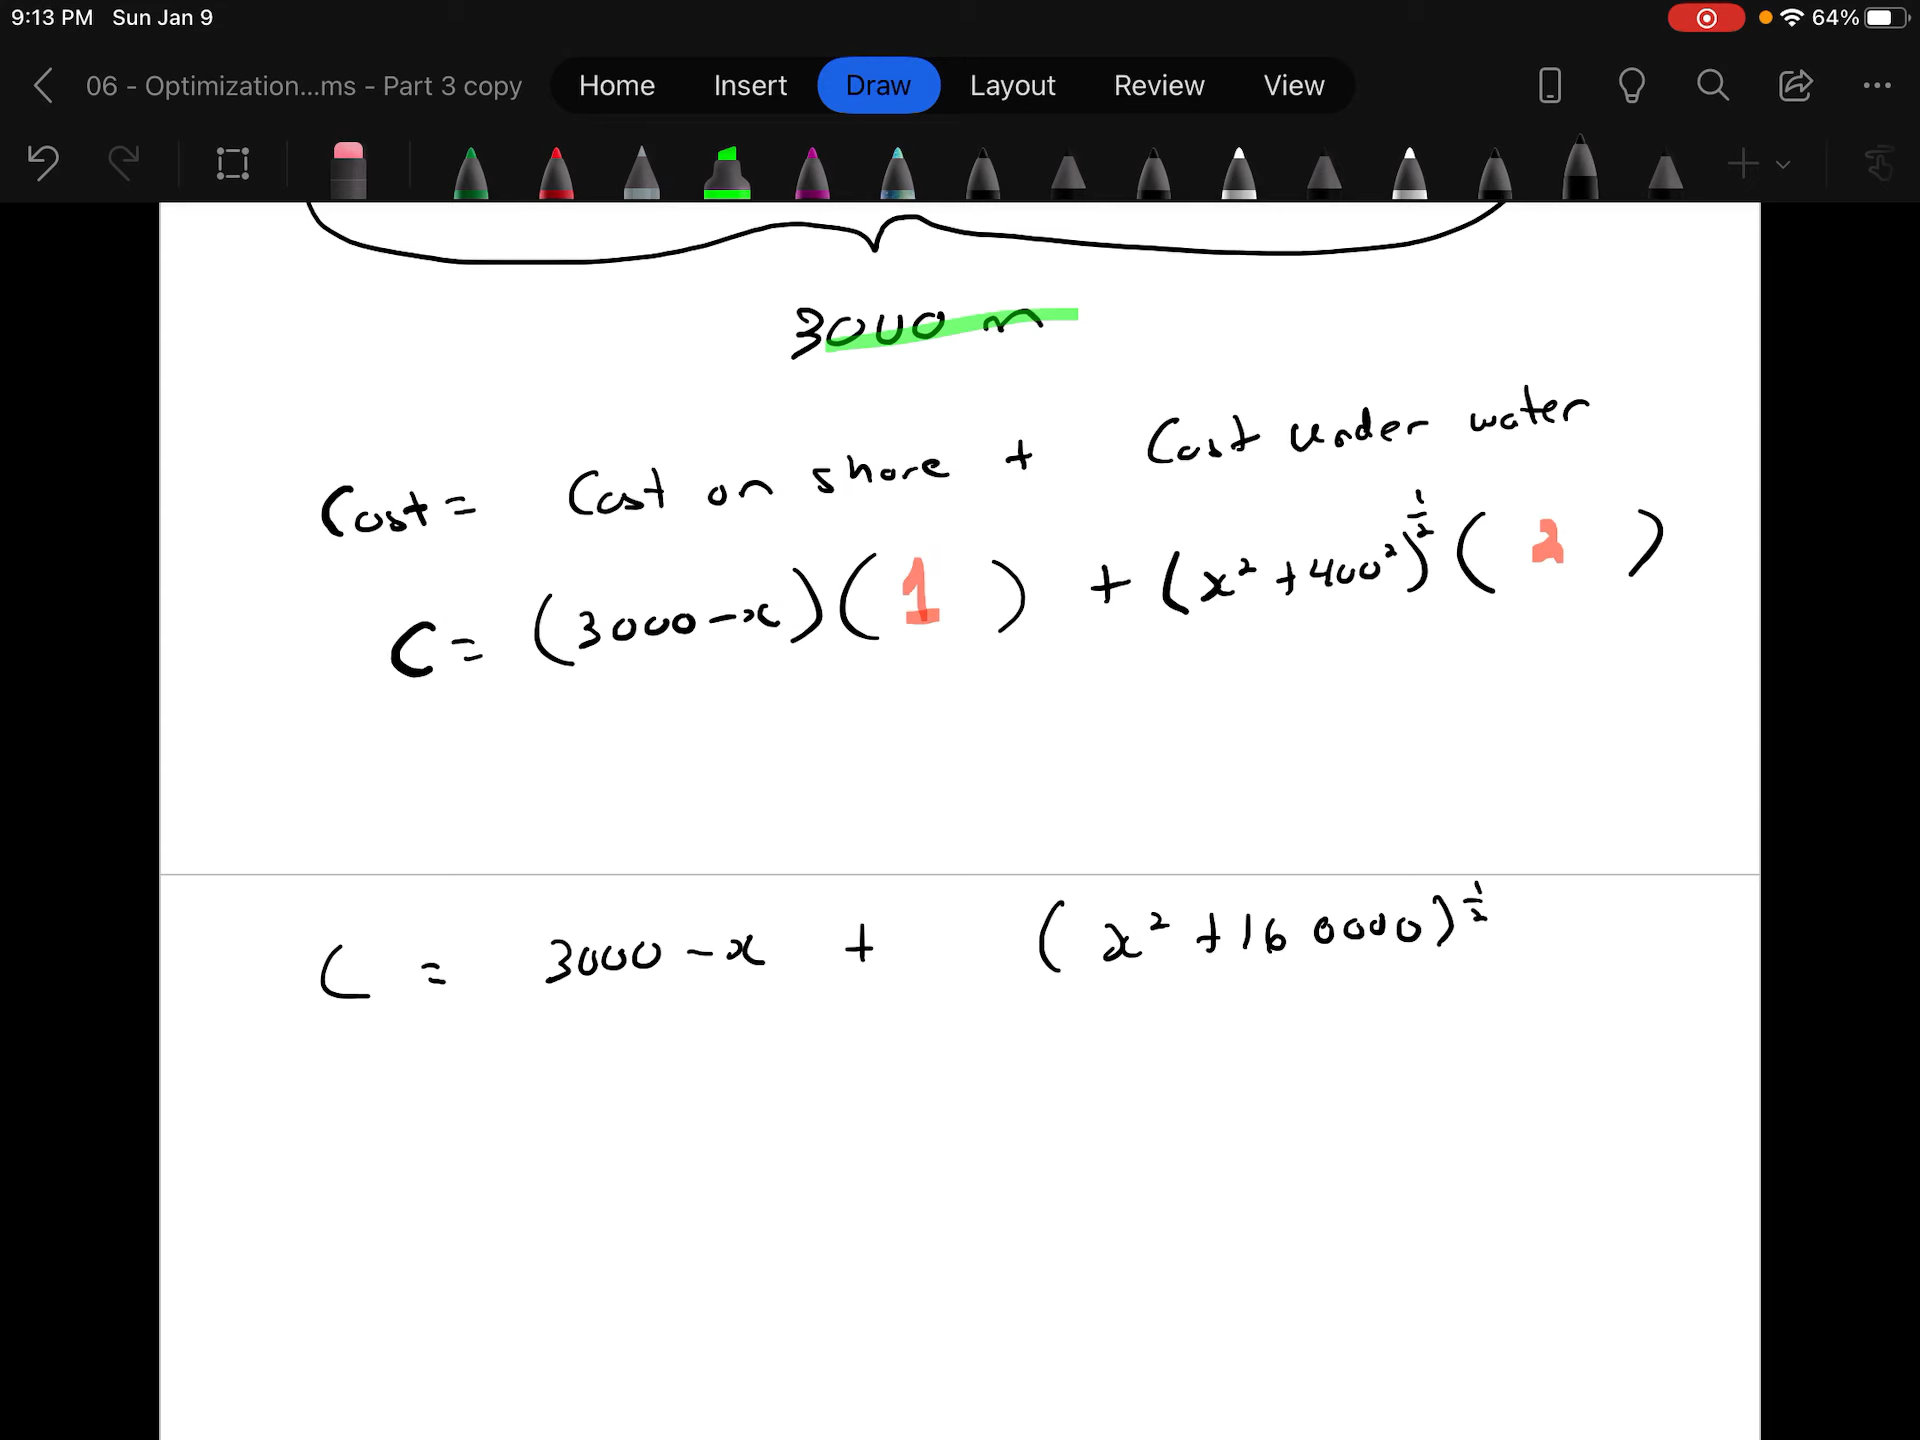 9:13 PM Sun Jan 9 64%
06 - Optimization...ms - Part 3 copy Home Insert Draw Layout Review View
3000 m
Cost = Cost on shore + Cost under water
C = (3000 - x)(1) + (x² + 400²)^½ (2)
C = 3000 - x + (x² + 16 0000)^½